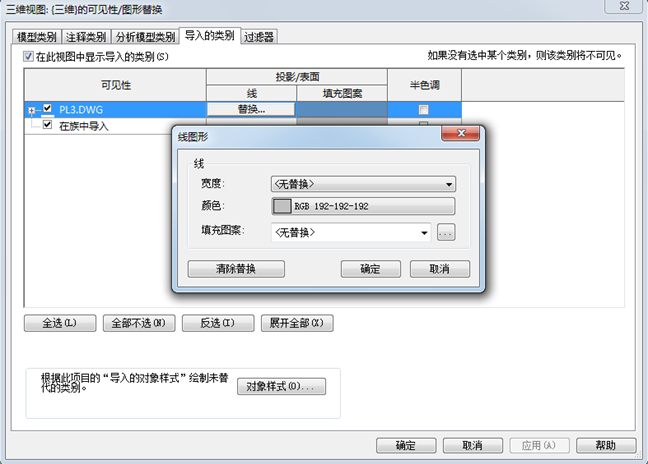 三维视图: {三维}的可见性/图形替换
模型类别 注释类别 分析模型类别 导入的类别 过滤器
在此视图中显示导入的类别(S) 如果没有选中某个类别，则该类别将不可见。
可见性 投影/表面 半色调
线 填充图案
PL3.DWG 替换...
在族中导入
线图形
线
宽度: <无替换>
颜色: RGB 192-192-192
填充图案: <无替换> ...
清除替换 确定 取消
全选(L) 全部不选(N) 反选(I) 展开全部(X)
根据此项目的“导入的对象样式”绘制未替
代的类别。
对象样式(O)...
确定 取消 应用(A) 帮助